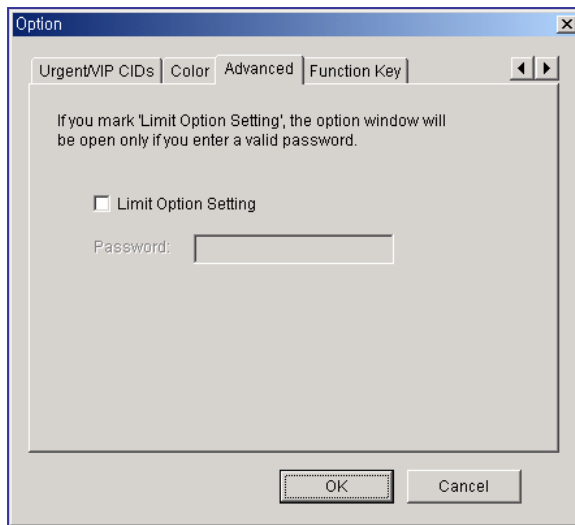 Option
Urgent/VIP CIDs
Color
Advanced
Function Key
If you mark 'Limit Option Setting', the option window will
be open only if you enter a valid password.
Limit Option Setting
Password:
OK
Cancel